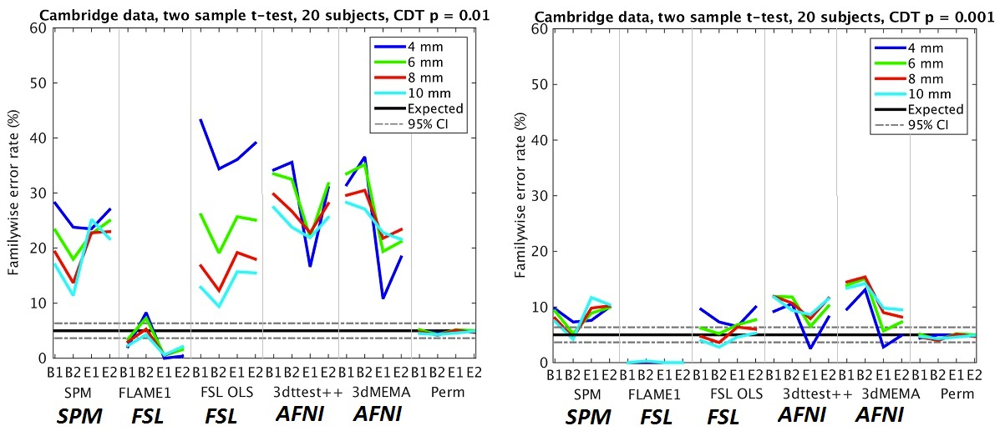 Cambridge data, two sample t-test, 20 subjects, CDT p = 0.01
60
50
40
30
20
10
0
Familywise error rate (%)
4 mm
6 mm
8 mm
10 mm
Expected
95% CI
B1 B2 E1 E2 B1 B2 E1 E2 B1 B2 E1 E2 B1 B2 E1 E2 B1 B2 E1 E2 B1 B2 E1 E2
SPM FLAME1 FSL OLS 3dttest++ 3dMEMA Perm
SPM FSL FSL AFNI AFNI
Cambridge data, two sample t-test, 20 subjects, CDT p = 0.001
60
50
40
30
20
10
0
Familywise error rate (%)
4 mm
6 mm
8 mm
10 mm
Expected
95% CI
B1 B2 E1 E2 B1 B2 E1 E2 B1 B2 E1 E2 B1 B2 E1 E2 B1 B2 E1 E2 B1 B2 E1 E2
SPM FLAME1 FSL OLS 3dttest++ 3dMEMA Perm
SPM FSL FSL AFNI AFNI